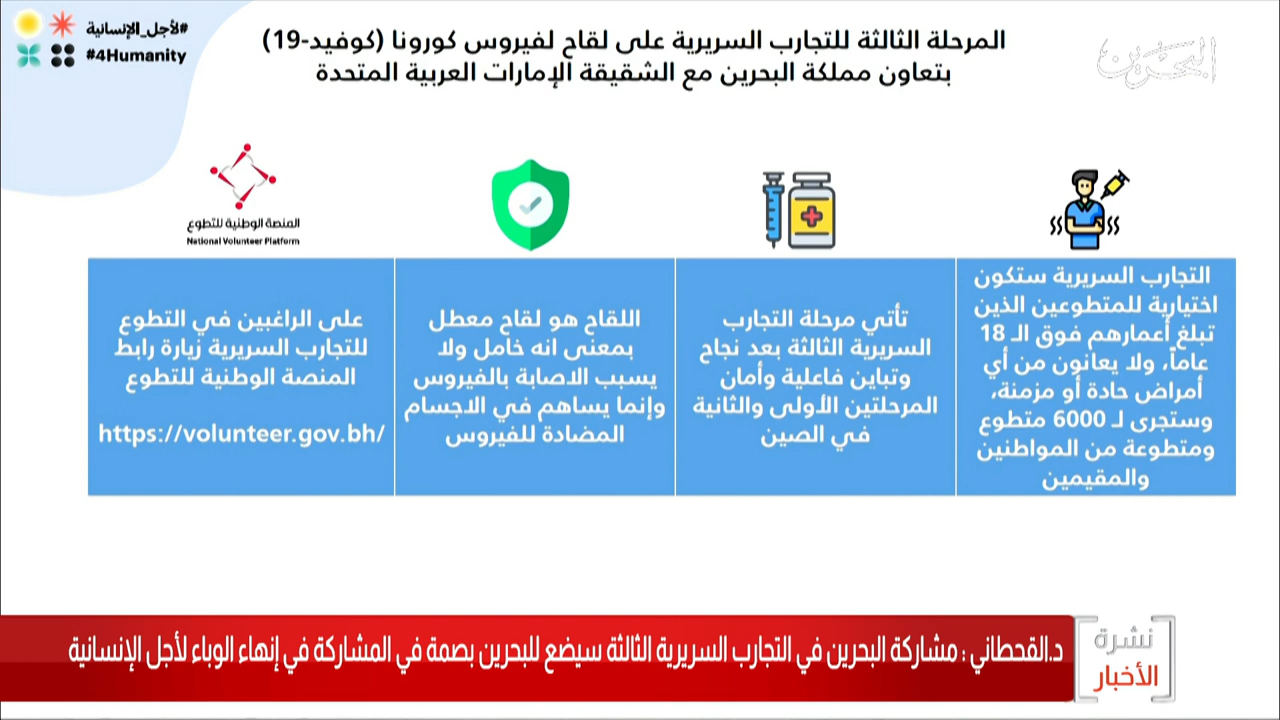 #لأجل_الإنسانية
#4Humanity
المرحلة الثالثة للتجارب السريرية على لقاح لفيروس كورونا (كوفيد-19)
بتعاون مملكة البحرين مع الشقيقة الإمارات العربية المتحدة
البحرين
التجارب السريرية ستكون
اختيارية للمتطوعين الذين
تبلغ أعمارهم فوق الـ 18
عاماً، ولا يعانون من أي
أمراض حادة أو مزمنة،
وستجرى لـ 6000 متطوع
ومتطوعة من المواطنين
والمقيمين
تأتي مرحلة التجارب
السريرية الثالثة بعد نجاح
وتباين فاعلية وأمان
المرحلتين الأولى والثانية
في الصين
اللقاح هو لقاح معطل
بمعنى انه خامل ولا
يسبب الاصابة بالفيروس
وإنما يساهم في الاجسام
المضادة للفيروس
المنصة الوطنية للتطوع
National Volunteer Platform
على الراغبين في التطوع
للتجارب السريرية زيارة رابط
المنصة الوطنية للتطوع
https://volunteer.gov.bh/
نشرة
الأخبار
د.القحطاني : مشاركة البحرين في التجارب السريرية الثالثة سيضع للبحرين بصمة في المشاركة في إنهاء الوباء لأجل الإنسانية